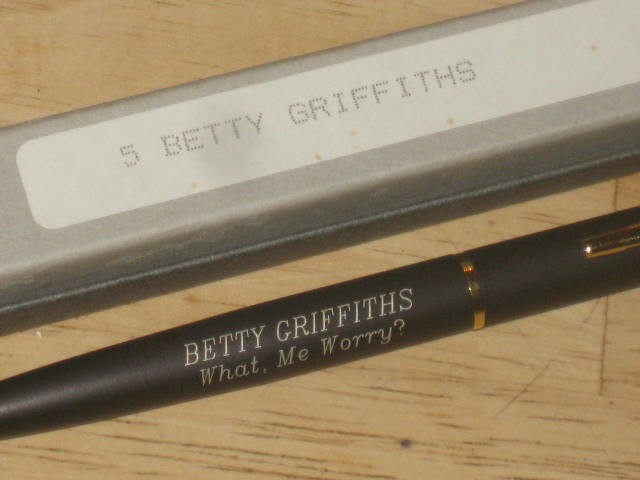 5 BETTY GRIFFITHS
BETTY GRIFFITHS
What, Me Worry?